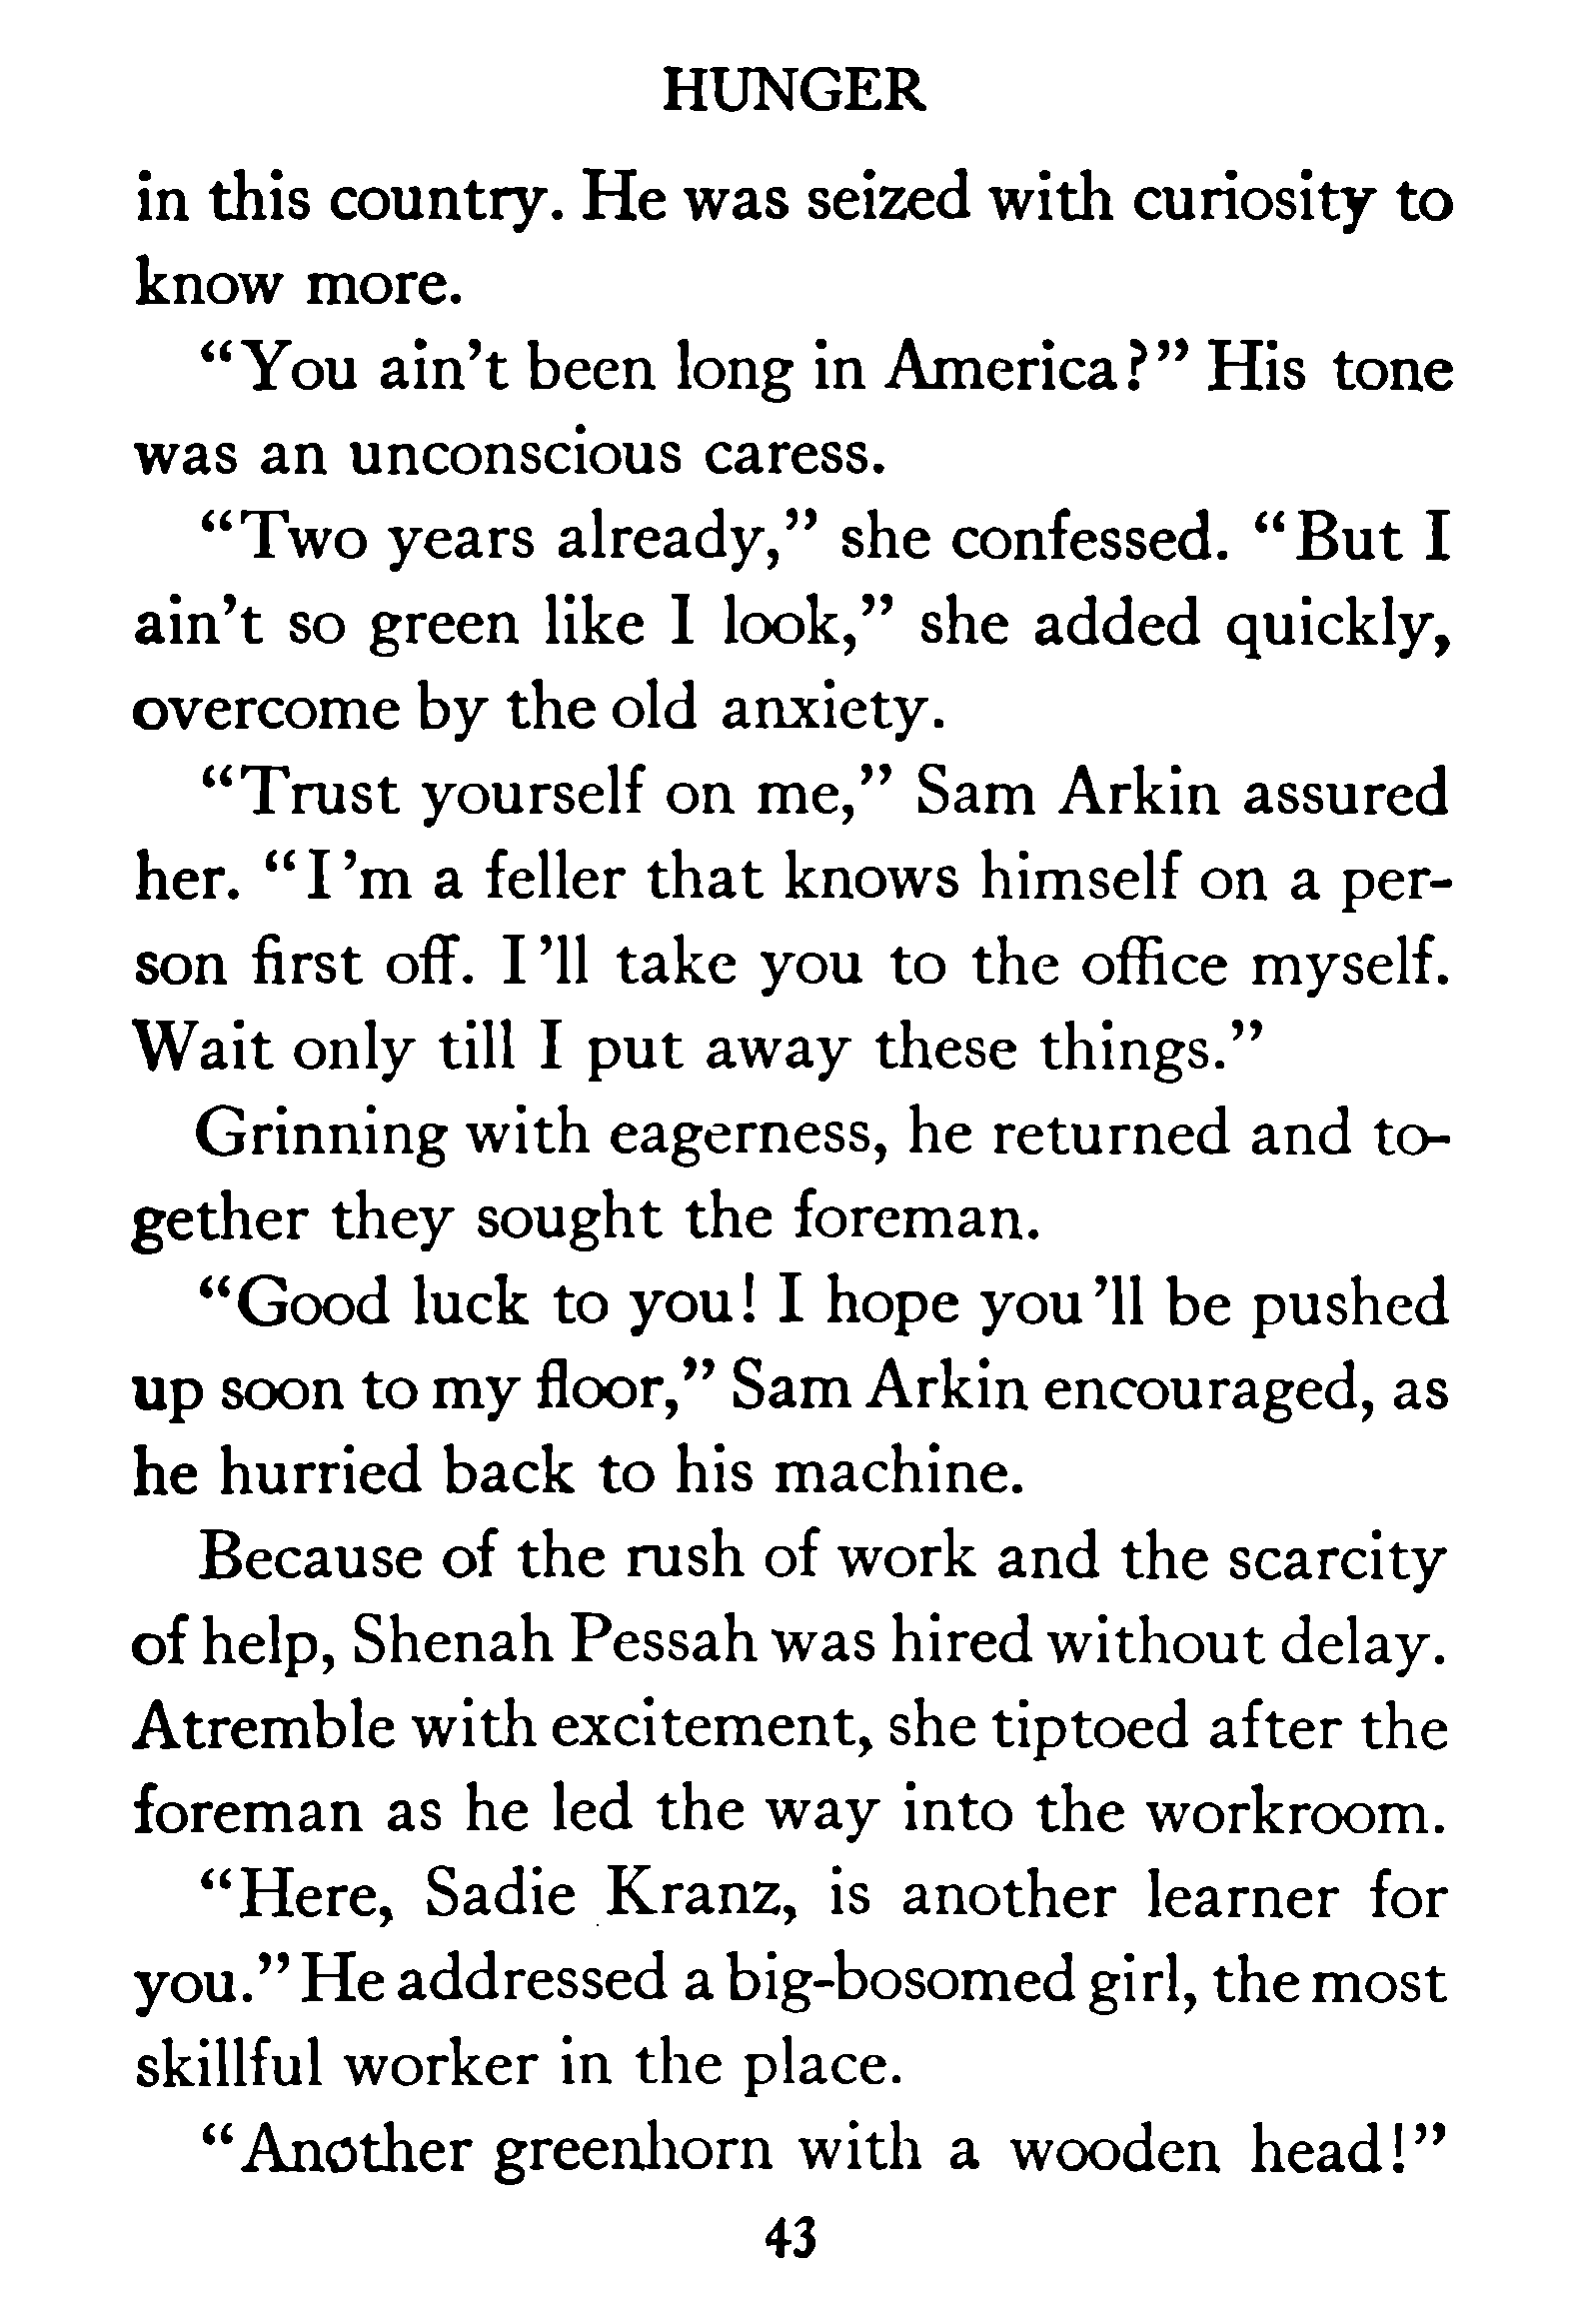 HUNGER
in this country. He was seized with curiosity to
know more.
“You ain’t been long in America?” His tone
was an unconscious caress.
“Two years already,” she confessed. “But I
ain’t so green like I look,” she added quickly,
overcome by the old anxiety.
“Trust yourself on me,” Sam Arkin assured
her. “I’m a feller that knows himself on a per-
son first off. I’ll take you to the office myself.
Wait only till I put away these things.”
Grinning with eagerness, he returned and to-
gether they sought the foreman.
“Good luck to you! I hope you’ll be pushed
up soon to my floor,” Sam Arkin encouraged, as
he hurried back to his machine.
Because of the rush of work and the scarcity
of help, Shenah Pessah was hired without delay.
Atremble with excitement, she tiptoed after the
foreman as he led the way into the workroom.
“Here, Sadie Kranz, is another learner for
you.” He addressed a big-bosomed girl, the most
skillful worker in the place.
“Another greenhorn with a wooden head!”
43